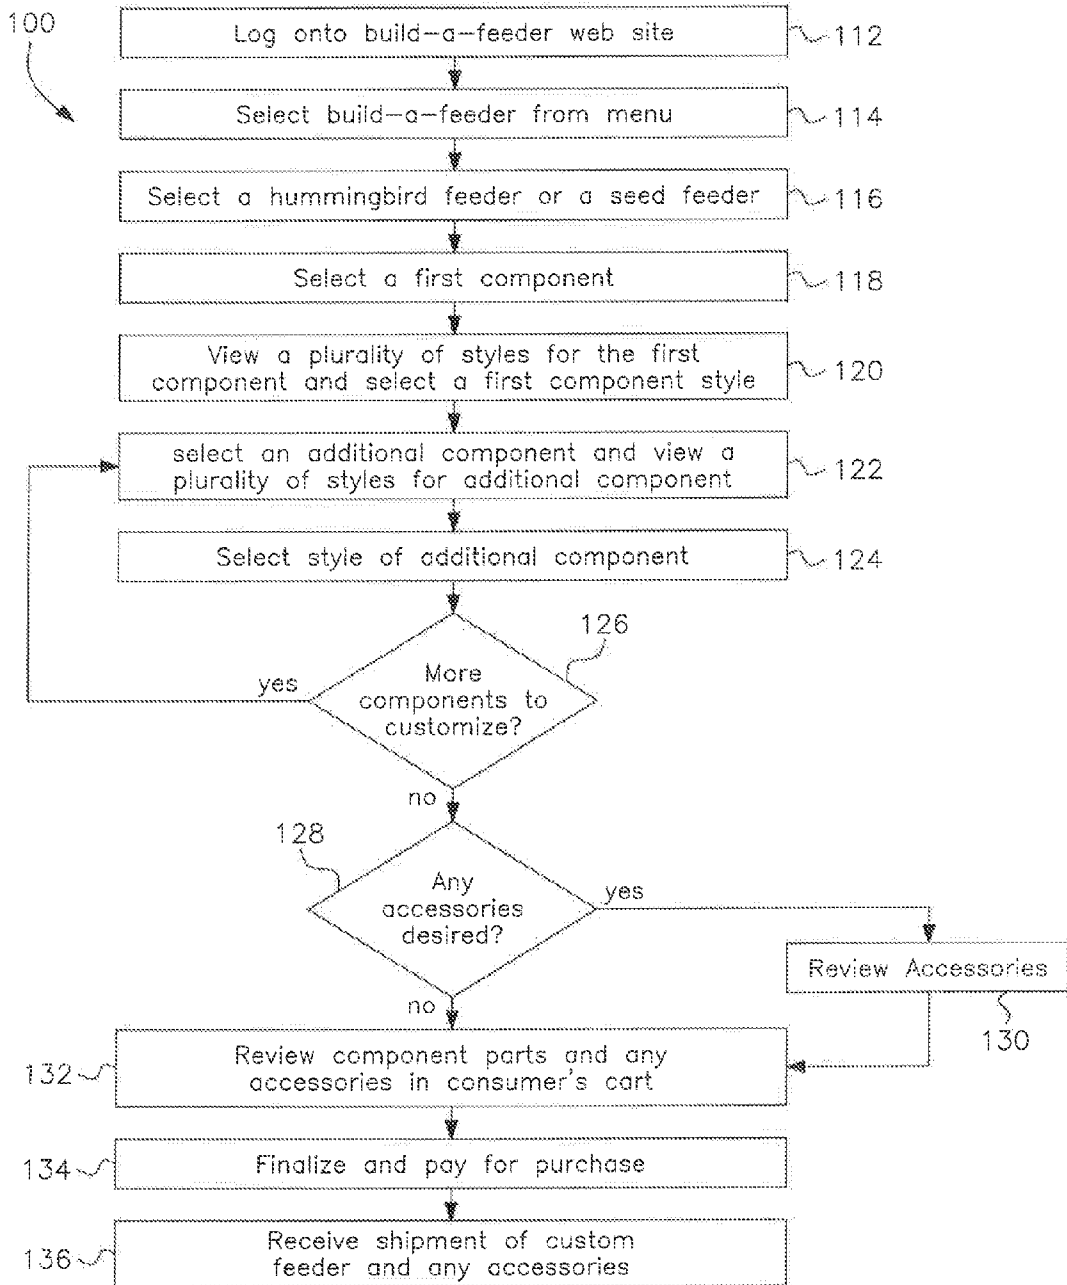 100
Log onto build-a-feeder web site
112
Select build-a-feeder from menu
114
Select a hummingbird feeder or a seed feeder
116
Select a first component
118
View a plurality of styles for the first
component and select a first component style
120
select an additional component and view a
plurality of styles for additional component
122
Select style of additional component
124
126
More
components to
customize?
yes
no
128
Any
accessories
desired?
yes
no
Review Accessories
130
Review component parts and any
accessories in consumer's cart
132
Finalize and pay for purchase
134
Receive shipment of custom
feeder and any accessories
136